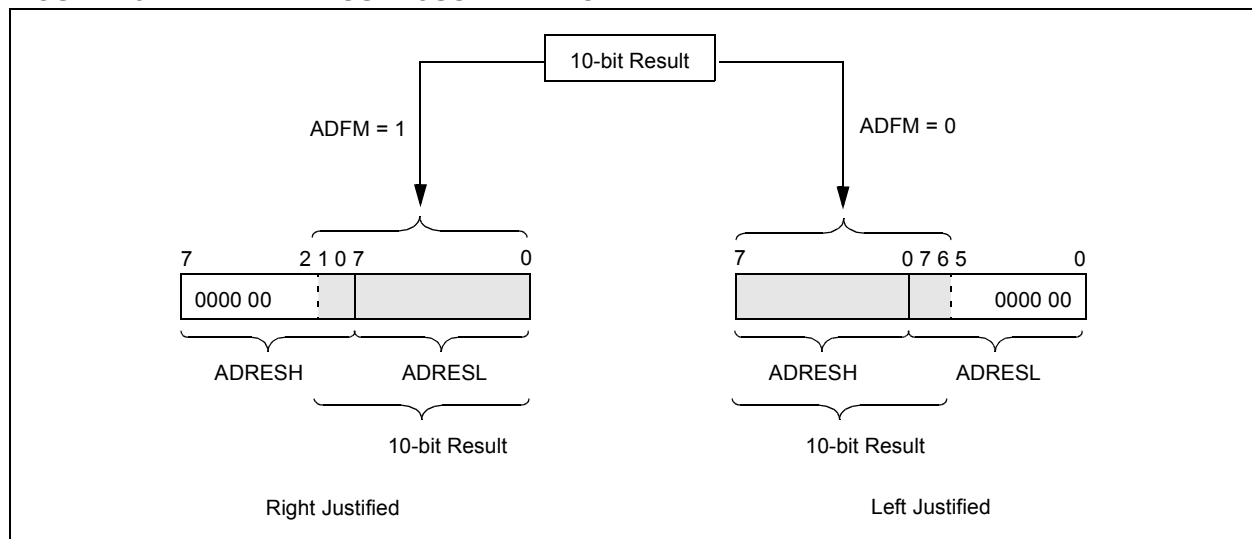 10-bit Result
ADFM = 1
ADFM = 0
7 2 1 0 7 0
7 0 7 6 5 0
0000 00
0000 00
ADRESH ADRESL
ADRESH ADRESL
10-bit Result
10-bit Result
Right Justified
Left Justified